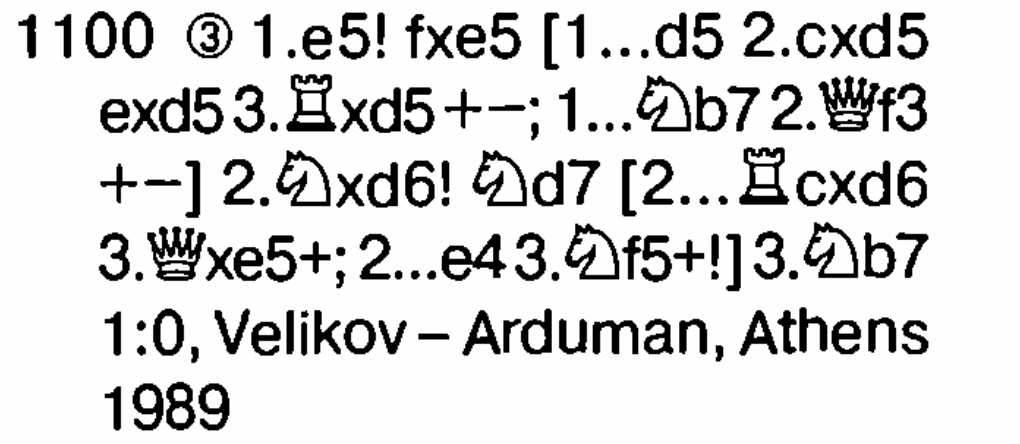 1100 ③ 1.e5! fxe5 [1...d5 2.cxd5
exd5 3.♖xd5+−; 1...♘b7 2.♕f3
+−] 2.♘xd6! ♘d7 [2...♖cxd6
3.♕xe5+; 2...e4 3.♘f5+!] 3.♘b7
1:0, Velikov – Arduman, Athens
1989